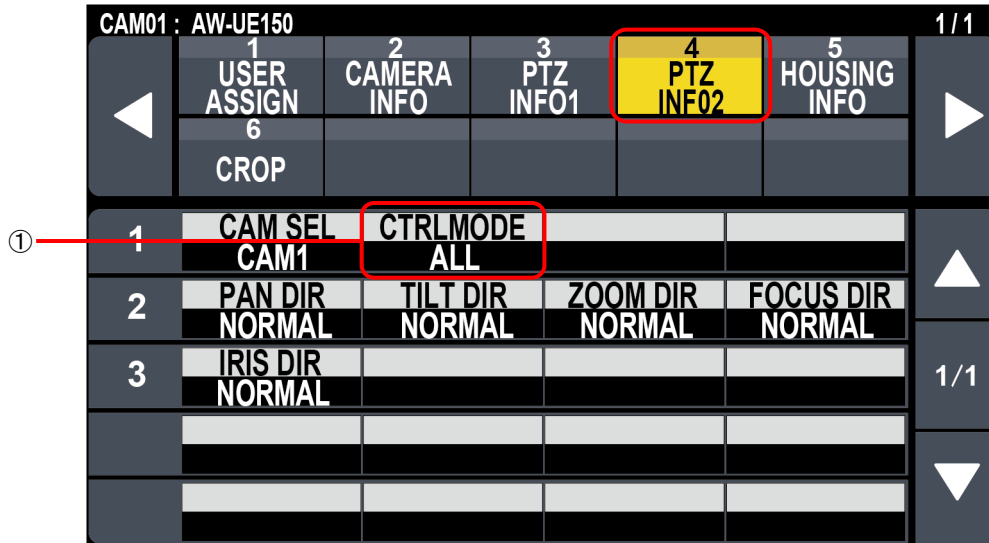 CAM01 : AW-UE150 1 / 1
1 2 3 4 5
USER CAMERA PTZ PTZ HOUSING
ASSIGN INFO INFO1 INF02 INFO
6
CROP
① 1 CAM SEL CTRLMODE
CAM1 ALL
2 PAN DIR TILT DIR ZOOM DIR FOCUS DIR
NORMAL NORMAL NORMAL NORMAL
3 IRIS DIR 1/1
NORMAL